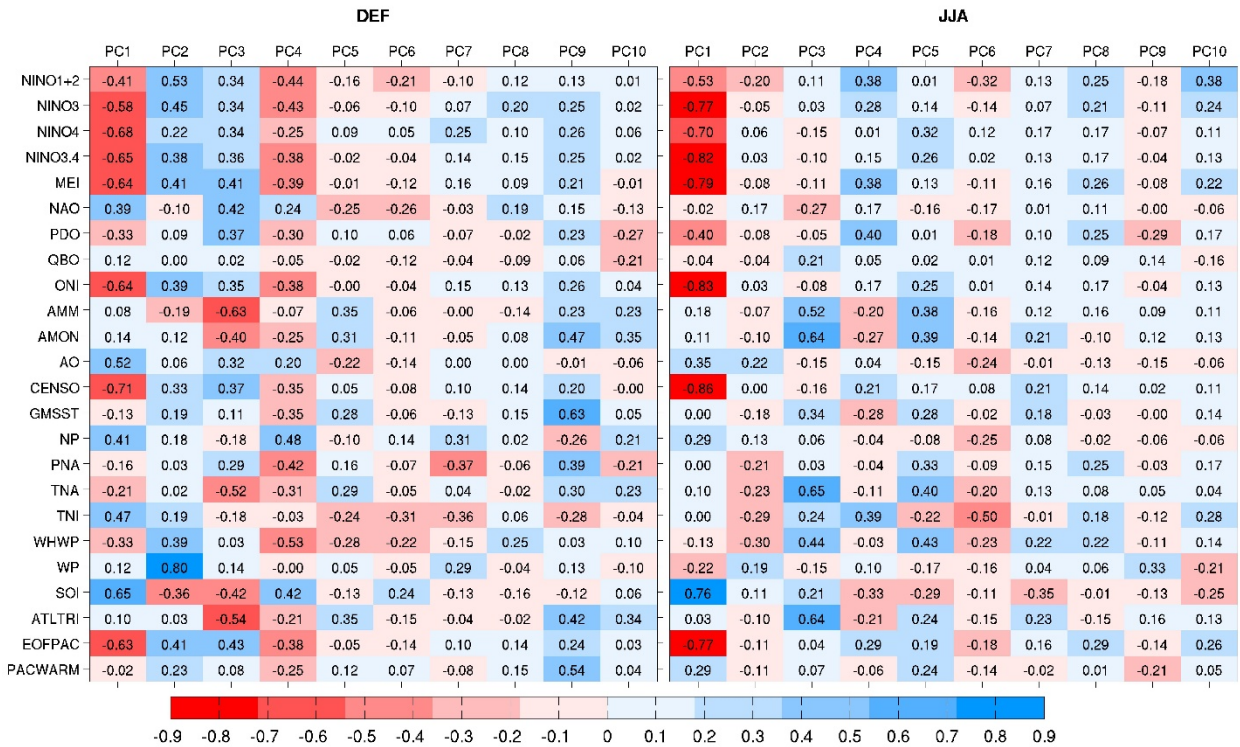 DEF JJA
PC1 PC2 PC3 PC4 PC5 PC6 PC7 PC8 PC9 PC10 PC1 PC2 PC3 PC4 PC5 PC6 PC7 PC8 PC9 PC10
NINO1+2 -0.41 0.53 0.34 -0.44 -0.16 -0.21 -0.10 0.12 0.13 0.01 -0.53 -0.20 0.11 0.38 0.01 -0.32 0.13 0.25 -0.18 0.38
NINO3 -0.58 0.45 0.34 -0.43 -0.06 -0.10 0.07 0.20 0.25 0.02 -0.77 -0.05 0.03 0.28 0.14 -0.14 0.07 0.21 -0.11 0.24
NINO4 -0.68 0.22 0.34 -0.25 0.09 0.05 0.25 0.10 0.26 0.06 -0.70 0.06 -0.15 0.01 0.32 0.12 0.17 0.17 -0.07 0.11
NINO3.4 -0.65 0.38 0.36 -0.38 -0.02 -0.04 0.14 0.15 0.25 0.02 -0.82 0.03 -0.10 0.15 0.26 0.02 0.13 0.17 -0.04 0.13
MEI -0.64 0.41 0.41 -0.39 -0.01 -0.12 0.16 0.09 0.21 -0.01 -0.79 -0.08 -0.11 0.38 0.13 -0.11 0.16 0.26 -0.08 0.22
NAO 0.39 -0.10 0.42 0.24 -0.25 -0.26 -0.03 0.19 0.15 -0.13 -0.02 0.17 -0.27 0.17 -0.16 -0.17 0.01 0.11 -0.00 -0.06
PDO -0.33 0.09 0.37 -0.30 0.10 0.06 -0.07 -0.02 0.23 -0.27 -0.40 -0.08 -0.05 0.40 0.01 -0.18 0.10 0.25 -0.29 0.17
QBO 0.12 0.00 0.02 -0.05 -0.02 -0.12 -0.04 -0.09 0.06 -0.21 -0.04 -0.04 0.21 0.05 0.02 0.01 0.12 0.09 0.14 -0.16
ONI -0.64 0.39 0.35 -0.38 -0.00 -0.04 0.15 0.13 0.26 0.04 -0.83 0.03 -0.08 0.17 0.25 0.01 0.14 0.17 -0.04 0.13
AMM 0.08 -0.19 -0.63 -0.07 0.35 -0.06 -0.00 -0.14 0.23 0.23 0.18 -0.07 0.52 -0.20 0.38 -0.16 0.12 0.16 0.09 0.11
AMON 0.14 0.12 -0.40 -0.25 0.31 -0.11 -0.05 0.08 0.47 0.35 0.11 -0.10 0.64 -0.27 0.39 -0.14 0.21 -0.10 0.12 0.13
AO 0.52 0.06 0.32 0.20 -0.22 -0.14 0.00 0.00 -0.01 -0.06 0.35 0.22 -0.15 0.04 -0.15 -0.24 -0.01 -0.13 -0.15 -0.06
CENSO -0.71 0.33 0.37 -0.35 0.05 -0.08 0.10 0.14 0.20 -0.00 -0.86 0.00 -0.16 0.21 0.17 0.08 0.21 0.14 0.02 0.11
GMSST -0.13 0.19 0.11 -0.35 0.28 -0.06 -0.13 0.15 0.63 0.05 0.00 -0.18 0.34 -0.28 0.28 -0.02 0.18 -0.03 -0.00 0.14
NP 0.41 0.18 -0.18 0.48 -0.10 0.14 0.31 0.02 -0.26 0.21 0.29 0.13 0.06 -0.04 -0.08 -0.25 0.08 -0.02 -0.06 -0.06
PNA -0.16 0.03 0.29 -0.42 0.16 -0.07 -0.37 -0.06 0.39 -0.21 0.00 -0.21 0.03 -0.04 0.33 -0.09 0.15 0.25 -0.03 0.17
TNA -0.21 0.02 -0.52 -0.31 0.29 -0.05 0.04 -0.02 0.30 0.23 0.10 -0.23 0.65 -0.11 0.40 -0.20 0.13 0.08 0.05 0.04
TNI 0.47 0.19 -0.18 -0.03 -0.24 -0.31 -0.36 0.06 -0.28 -0.04 0.00 -0.29 0.24 0.39 -0.22 -0.50 -0.01 0.18 -0.12 0.28
WHWP -0.33 0.39 0.03 -0.53 -0.28 -0.22 -0.15 0.25 0.03 0.10 -0.13 -0.30 0.44 -0.03 0.43 -0.23 0.22 0.22 -0.11 0.14
WP 0.12 0.80 0.14 -0.00 0.05 -0.05 0.29 -0.04 0.13 -0.10 -0.22 0.19 -0.15 0.10 -0.17 -0.16 0.04 0.06 0.33 -0.21
SOI 0.65 -0.36 -0.42 0.42 -0.13 0.24 -0.13 -0.16 -0.12 0.06 0.76 0.11 0.21 -0.33 -0.29 -0.11 -0.35 -0.01 -0.13 -0.25
ATLTRI 0.10 0.03 -0.54 -0.21 0.35 -0.15 -0.04 -0.02 0.42 0.34 0.03 -0.10 0.64 -0.21 0.24 -0.15 0.23 -0.15 0.16 0.13
EOFPAC -0.63 0.41 0.43 -0.38 -0.05 -0.14 0.10 0.14 0.24 0.03 -0.77 -0.11 0.04 0.29 0.19 -0.18 0.16 0.29 -0.14 0.26
PACWARM -0.02 0.23 0.08 -0.25 0.12 0.07 -0.08 0.15 0.54 0.04 0.29 -0.11 0.07 -0.06 0.24 -0.14 -0.02 0.01 -0.21 0.05
-0.9 -0.8 -0.7 -0.6 -0.5 -0.4 -0.3 -0.2 -0.1 0 0.1 0.2 0.3 0.4 0.5 0.6 0.7 0.8 0.9